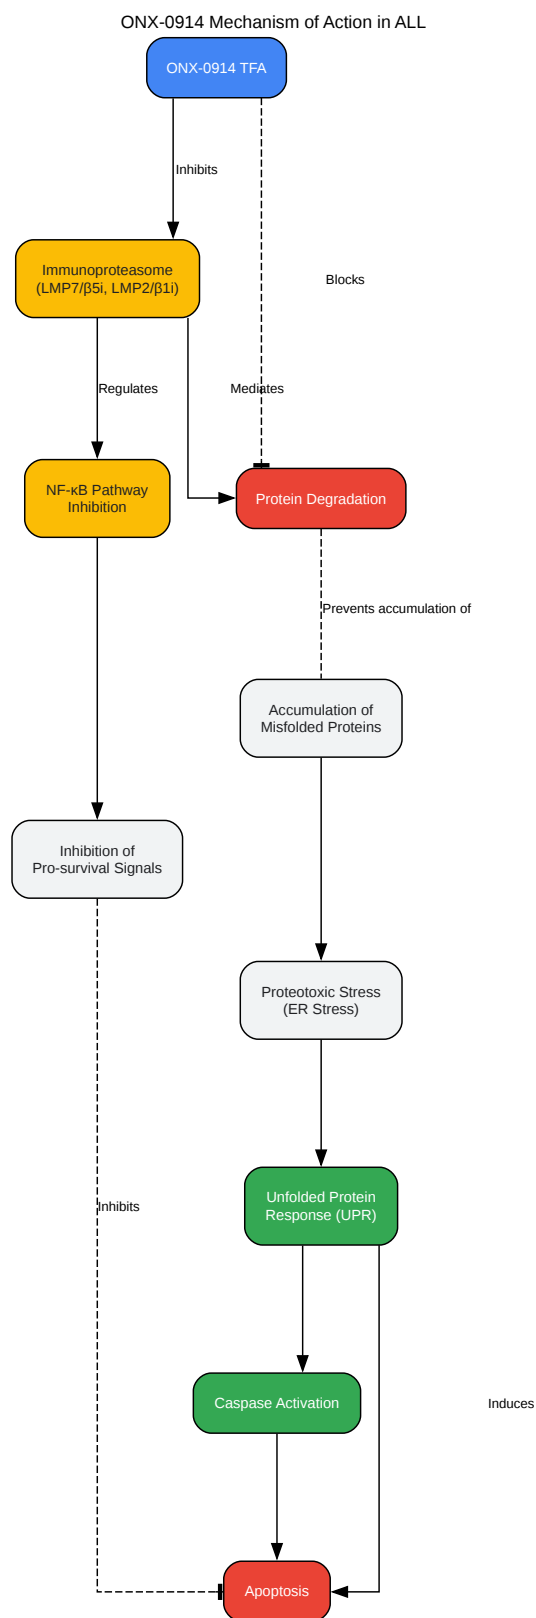 ONX-0914 Mechanism of Action in ALL
ONX-0914 TFA
Inhibits
Immunoproteasome
(LMP7/β5i, LMP2/β1i)
Blocks
Regulates
Mediates
NF-κB Pathway
Inhibition
Protein Degradation
Prevents accumulation of
Accumulation of
Misfolded Proteins
Inhibition of
Pro-survival Signals
Proteotoxic Stress
(ER Stress)
Inhibits
Unfolded Protein
Response (UPR)
Caspase Activation
Induces
Apoptosis